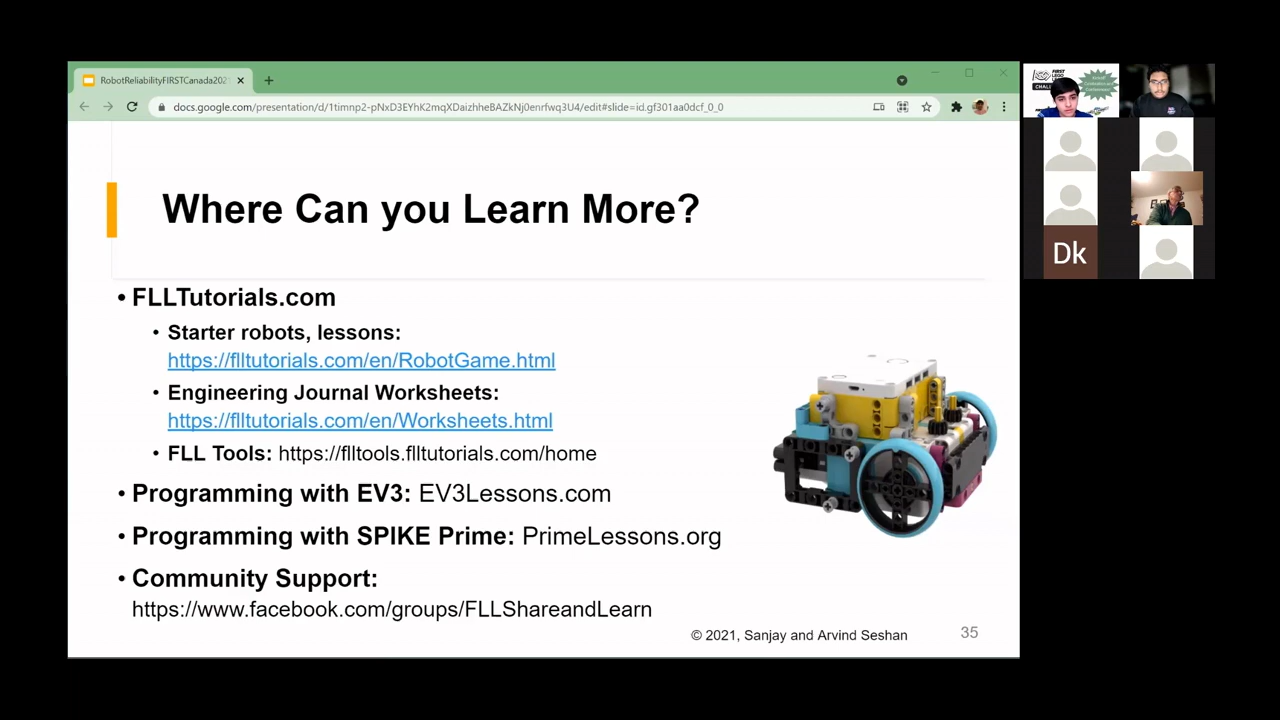 RobotReliabilityFIRSTCanada202
docs.google.com/presentation/d/1timnp2-pNxD3EYhK2mqXDaizhheBAZkNj0enrfwq3U4/edit#slide=id.gf301aa0dcf_0_0
Where Can you Learn More?
• FLLTutorials.com
• Starter robots, lessons:
https://flltutorials.com/en/RobotGame.html
• Engineering Journal Worksheets:
https://flltutorials.com/en/Worksheets.html
• FLL Tools: https://flltools.flltutorials.com/home
• Programming with EV3: EV3Lessons.com
• Programming with SPIKE Prime: PrimeLessons.org
• Community Support:
https://www.facebook.com/groups/FLLShareandLearn
© 2021, Sanjay and Arvind Seshan
35
FIRST
LEGO
Dk